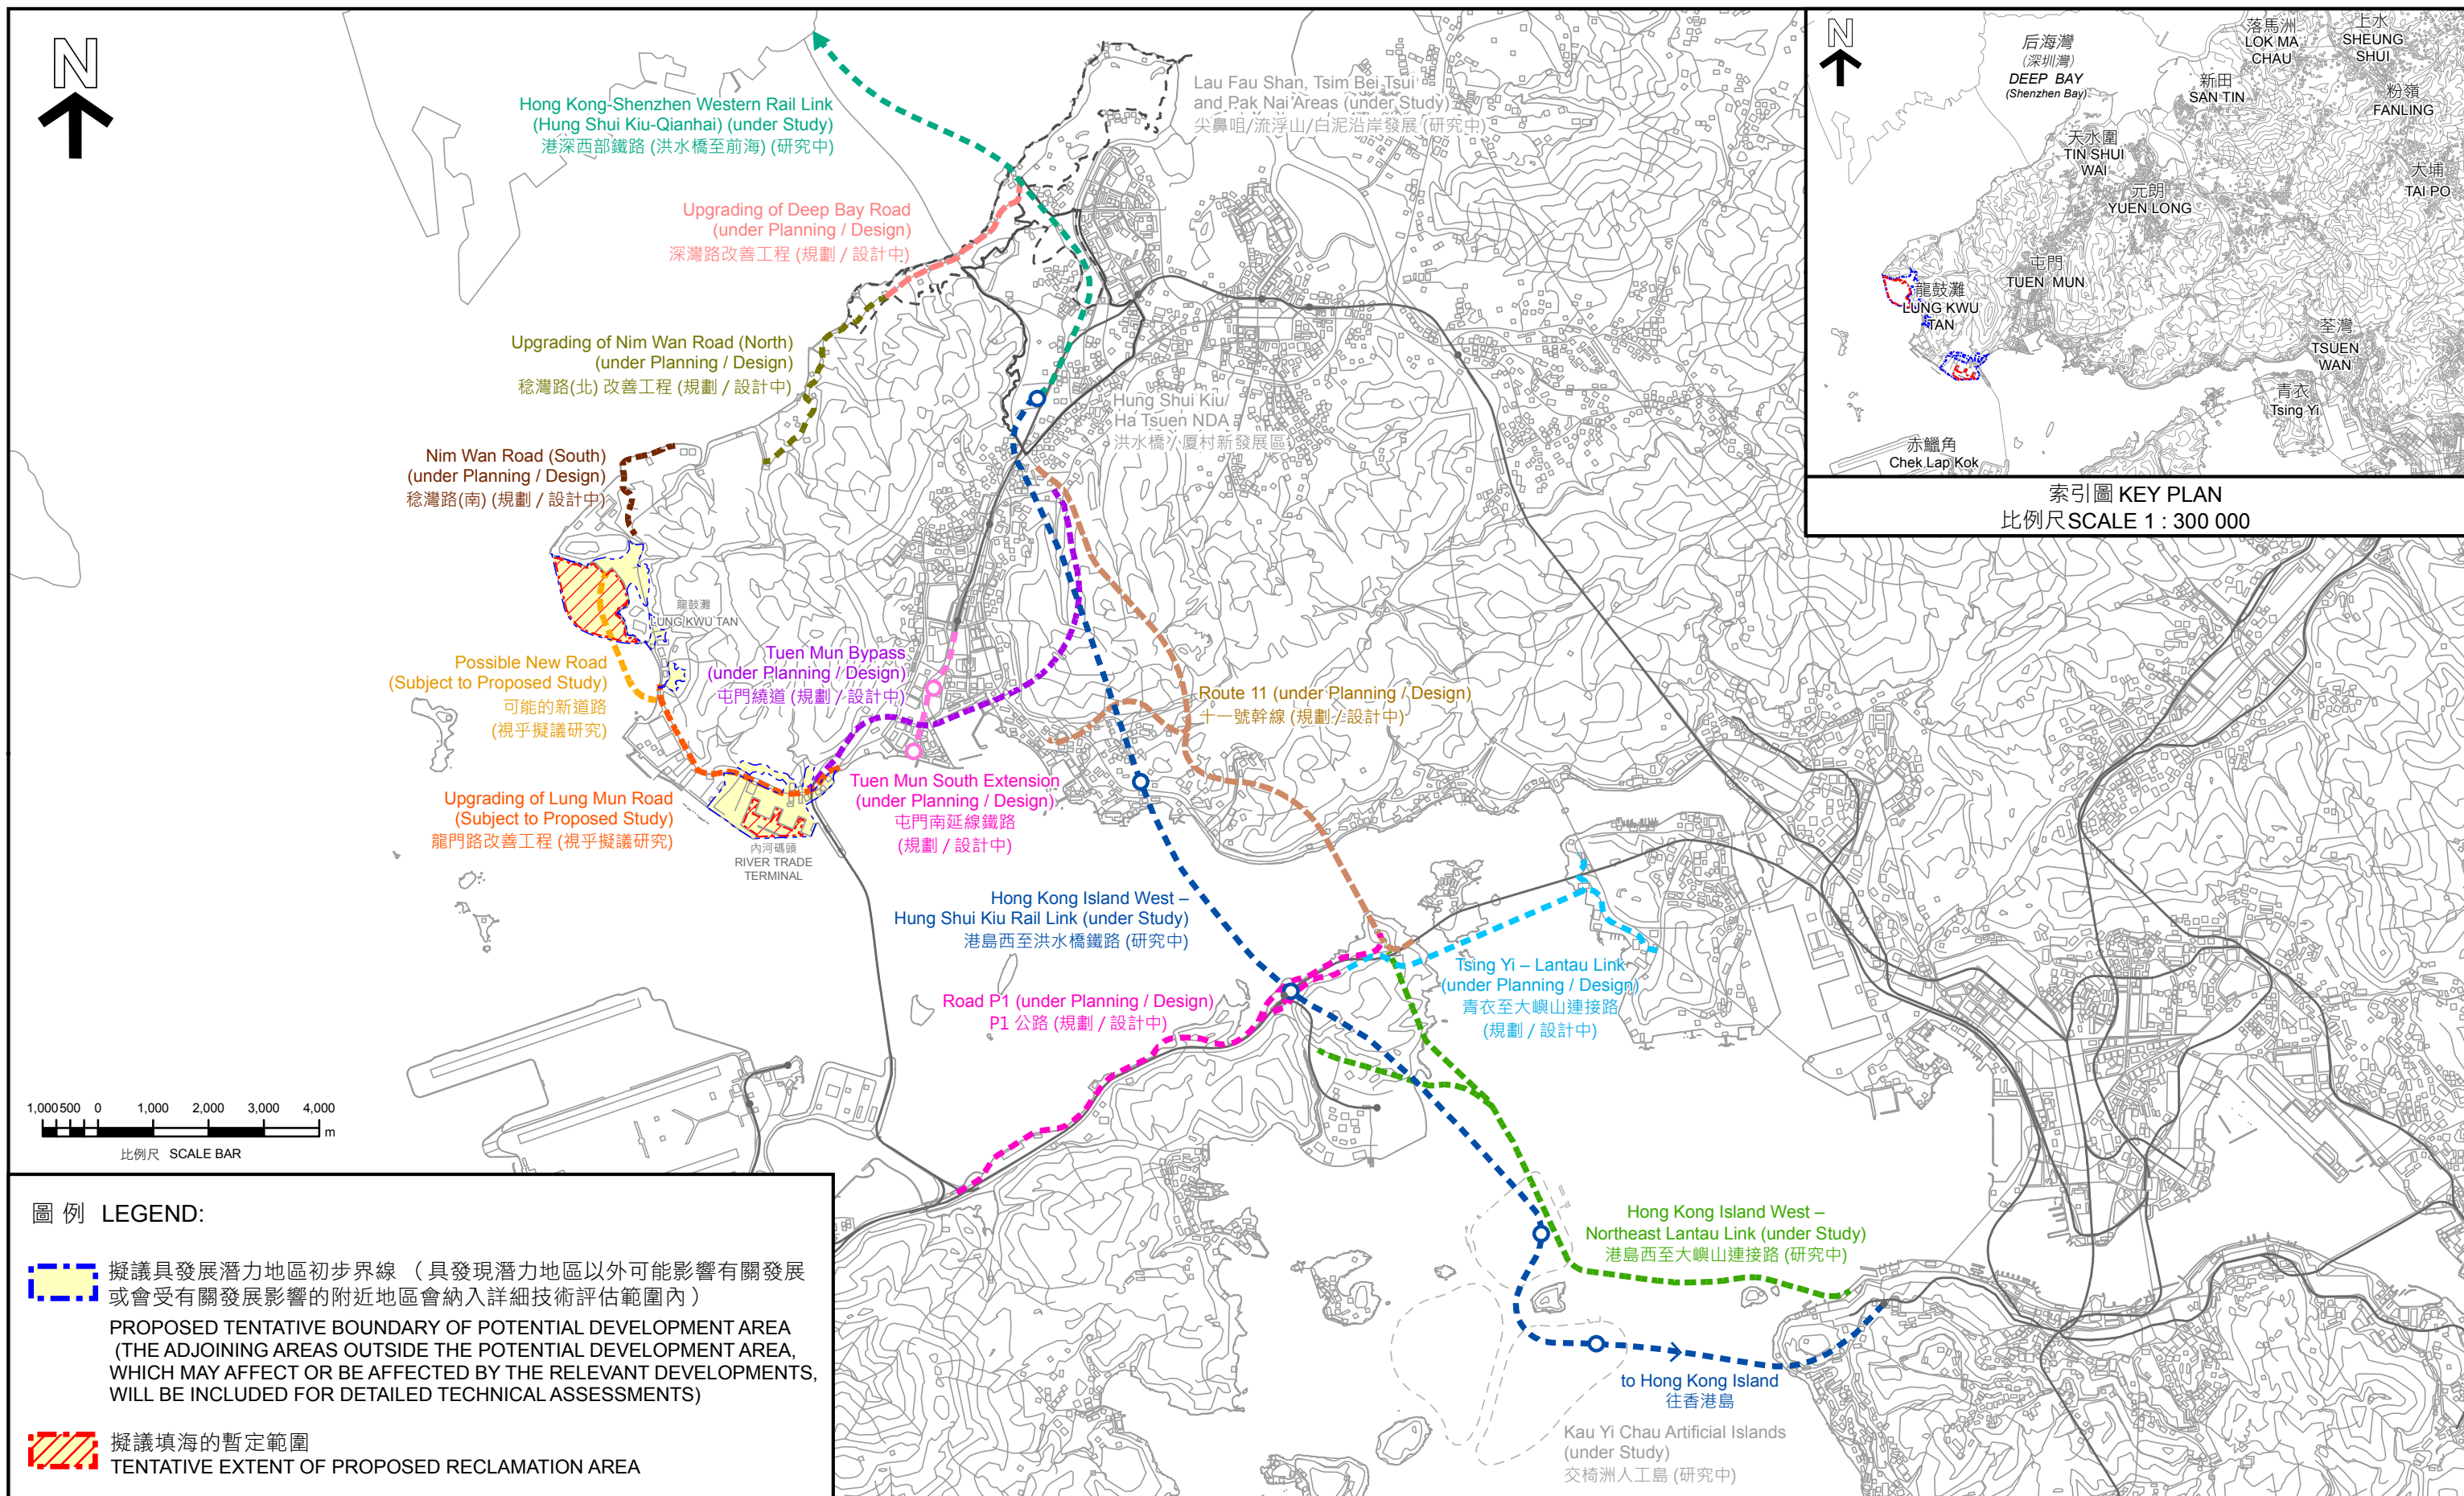 N
Hong Kong-Shenzhen Western Rail Link
(Hung Shui Kiu-Qianhai) (under Study)
港深西部鐵路 (洪水橋至前海) (研究中)
Lau Fau Shan, Tsim Bei Tsui
and Pak Nai Areas (under Study)
尖鼻咀/流浮山/白泥沿岸發展 (研究中)
Upgrading of Deep Bay Road
(under Planning / Design)
深灣路改善工程 (規劃 / 設計中)
Upgrading of Nim Wan Road (North)
(under Planning / Design)
稔灣路(北) 改善工程 (規劃 / 設計中)
Hung Shui Kiu/
Ha Tsuen NDA
洪水橋/厦村新發展區
Nim Wan Road (South)
(under Planning / Design)
稔灣路(南) (規劃 / 設計中)
龍鼓灘
LUNG KWU TAN
Possible New Road
(Subject to Proposed Study)
可能的新道路
(視乎擬議研究)
Tuen Mun Bypass
(under Planning / Design)
屯門繞道 (規劃 / 設計中)
Route 11 (under Planning / Design)
十一號幹線 (規劃 / 設計中)
Upgrading of Lung Mun Road
(Subject to Proposed Study)
龍門路改善工程 (視乎擬議研究)
Tuen Mun South Extension
(under Planning / Design)
屯門南延線鐵路
(規劃 / 設計中)
內河碼頭
RIVER TRADE
TERMINAL
Hong Kong Island West –
Hung Shui Kiu Rail Link (under Study)
港島西至洪水橋鐵路 (研究中)
Road P1 (under Planning / Design)
P1 公路 (規劃 / 設計中)
Tsing Yi – Lantau Link
(under Planning / Design)
青衣至大嶼山連接路
(規劃 / 設計中)
Hong Kong Island West –
Northeast Lantau Link (under Study)
港島西至大嶼山連接路 (研究中)
to Hong Kong Island
往香港島
Kau Yi Chau Artificial Islands
(under Study)
交椅洲人工島 (研究中)
N
后海灣
(深圳灣)
DEEP BAY
(Shenzhen Bay)
落馬洲
LOK MA
CHAU
上水
SHEUNG
SHUI
新田
SAN TIN
粉嶺
FANLING
天水圍
TIN SHUI
WAI
元朗
YUEN LONG
大埔
TAI PO
屯門
TUEN MUN
龍鼓灘
LUNG KWU
TAN
荃灣
TSUEN
WAN
青衣
Tsing Yi
赤鱲角
Chek Lap Kok
索引圖 KEY PLAN
比例尺SCALE 1 : 300 000
1,000 500 0 1,000 2,000 3,000 4,000
m
比例尺 SCALE BAR
圖 例 LEGEND:
擬議具發展潛力地區初步界線 （具發現潛力地區以外可能影響有關發展
或會受有關發展影響的附近地區會納入詳細技術評估範圍內）
PROPOSED TENTATIVE BOUNDARY OF POTENTIAL DEVELOPMENT AREA
(THE ADJOINING AREAS OUTSIDE THE POTENTIAL DEVELOPMENT AREA,
WHICH MAY AFFECT OR BE AFFECTED BY THE RELEVANT DEVELOPMENTS,
WILL BE INCLUDED FOR DETAILED TECHNICAL ASSESSMENTS)
擬議填海的暫定範圍
TENTATIVE EXTENT OF PROPOSED RECLAMATION AREA